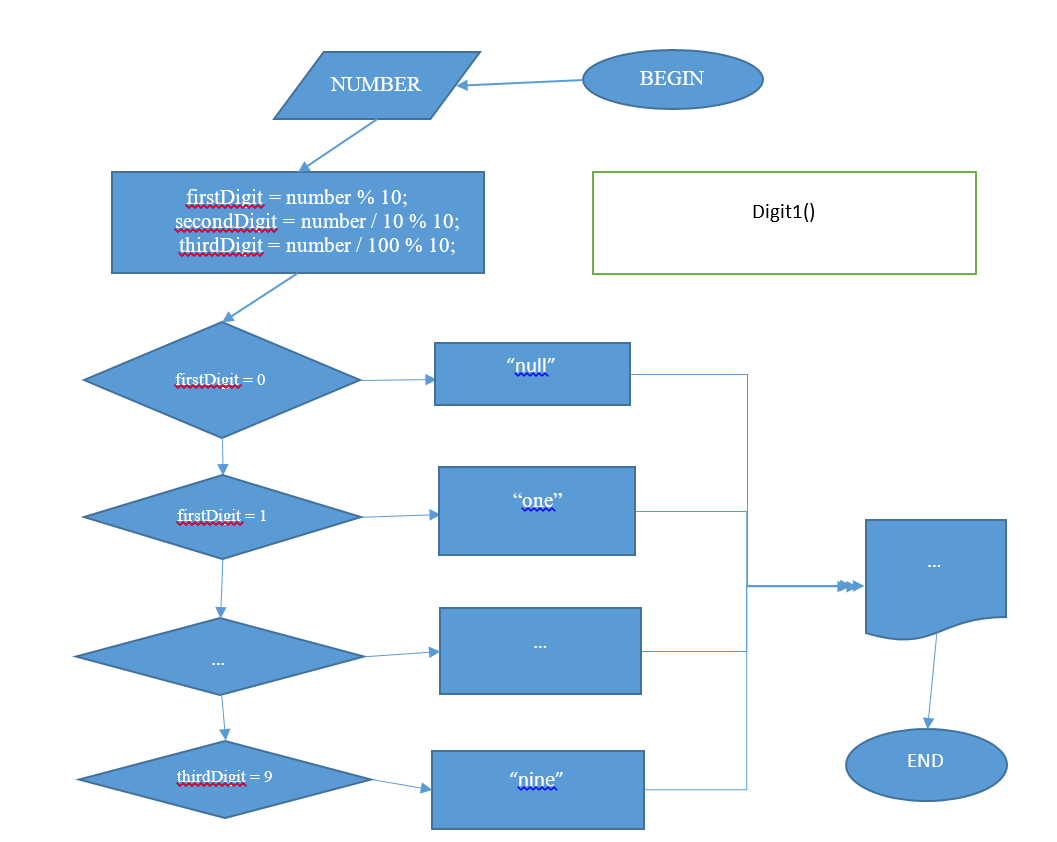 BEGIN
NUMBER
firstDigit = number % 10;
secondDigit = number / 10 % 10;
thirdDigit = number / 100 % 10;
Digit1()
firstDigit = 0
“null”
firstDigit = 1
“one”
...
...
...
thirdDigit = 9
“nine”
END